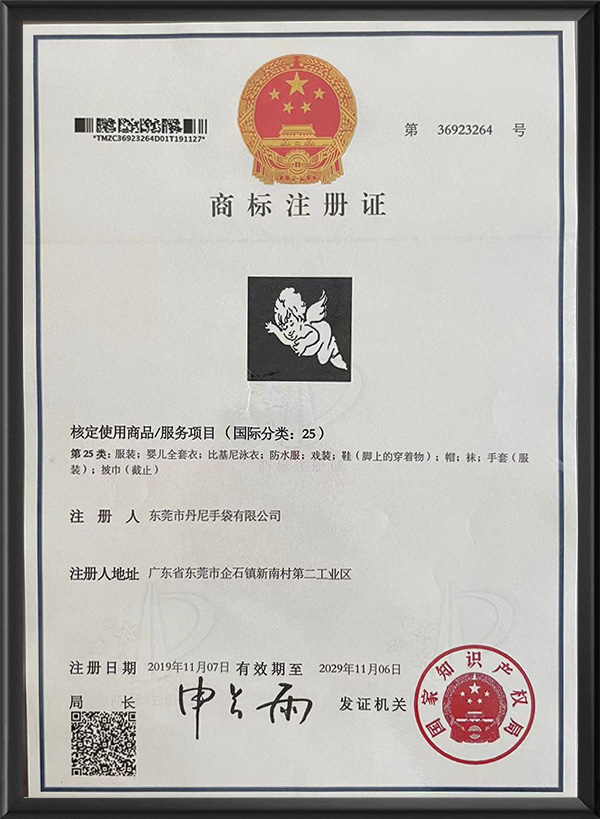 *TMZC36923264D01T191127*
第 36923264 号
商标注册证
核定使用商品/服务项目（国际分类：25）
第25类：服装；婴儿全套衣；比基尼泳衣；防水服；戏装；鞋（脚上的穿着物）；帽；袜；手套（服
装）；披巾（截止）
注 册 人 东莞市丹尼手袋有限公司
注册人地址 广东省东莞市企石镇新南村第二工业区
注册日期 2019年11月07日 有效期至 2029年11月06日
局 长 申长雨 发证机关
国家知识产权局